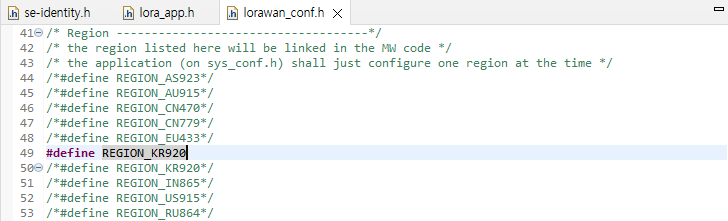 se-identity.h lora_app.h lorawan_conf.h
41 /* Region ------------------------------------*/
42 /* the region listed here will be linked in the MW code */
43 /* the application (on sys_conf.h) shall just configure one region at the time */
44 /*#define REGION_AS923*/
45 /*#define REGION_AU915*/
46 /*#define REGION_CN470*/
47 /*#define REGION_CN779*/
48 /*#define REGION_EU433*/
49 #define REGION_KR920
50 /*#define REGION_KR920*/
51 /*#define REGION_IN865*/
52 /*#define REGION_US915*/
53 /*#define REGION_RU864*/